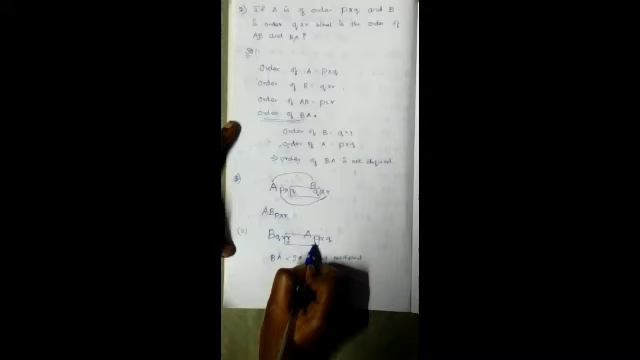 7) If A is of order p×q and B
is order q×r what is the order of
AB and BA?
Sol:
Order of A = p×q
Order of B = q×r
Order of AB = p×r
Order of BA =
Order of B = q×r
Order of A = p×q
⇒ Order of BA is not defined.
A p×q B q×r
AB p×r
B q×r A p×q
BA =